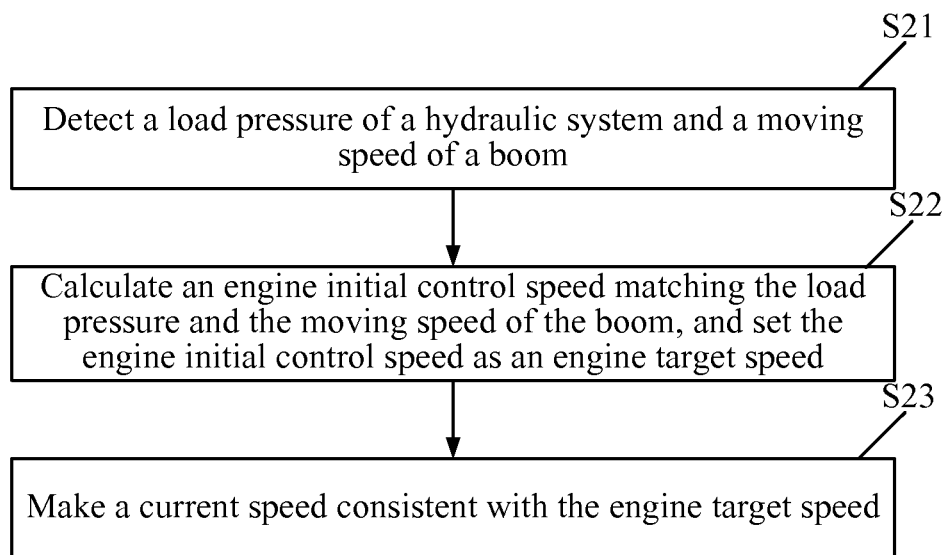 S21
Detect a load pressure of a hydraulic system and a moving
speed of a boom
S22
Calculate an engine initial control speed matching the load
pressure and the moving speed of the boom, and set the
engine initial control speed as an engine target speed
S23
Make a current speed consistent with the engine target speed